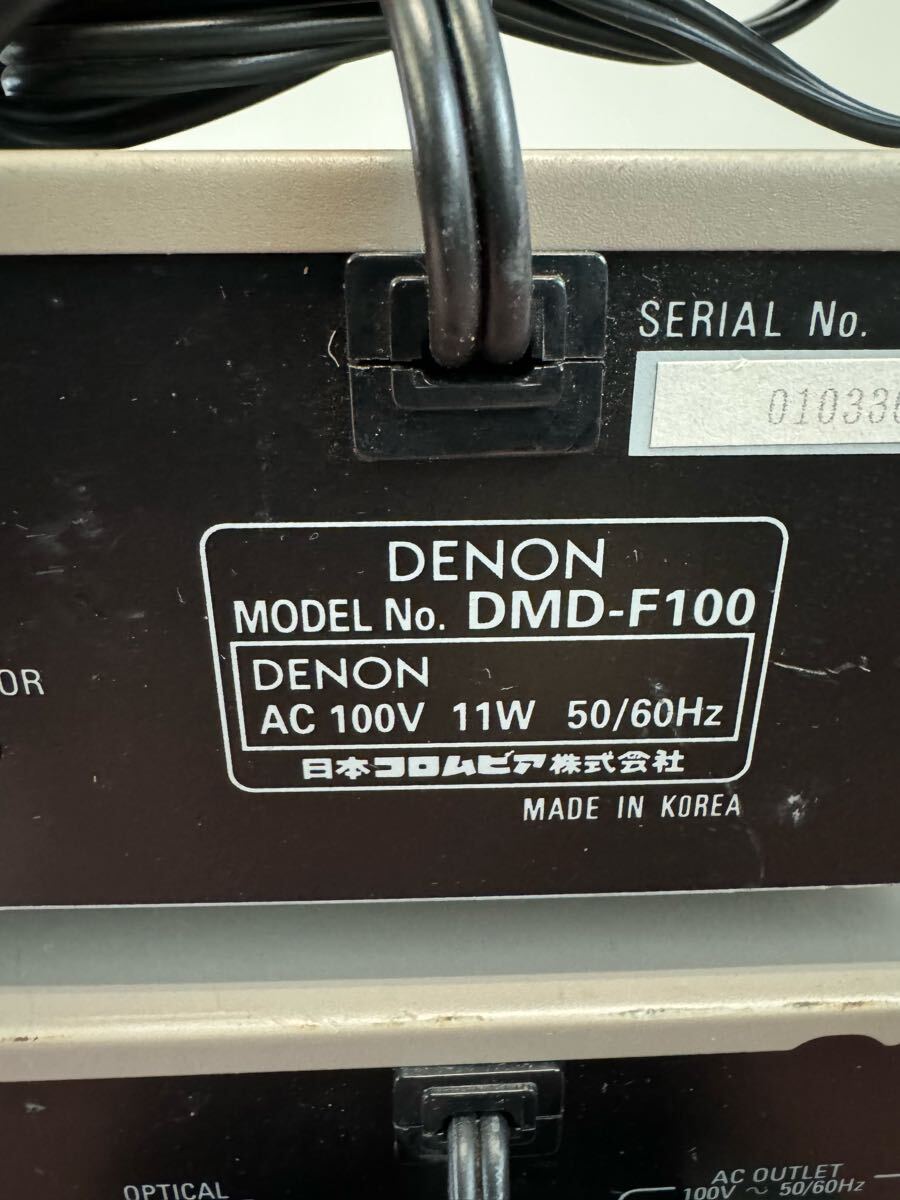 SERIAL No.
01033
DENON
MODEL No. DMD-F100
DENON
AC 100V 11W 50/60Hz
日本コロムビア株式会社
MADE IN KOREA
OR
OPTICAL
AC OUTLET
100V ~ 50/60Hz